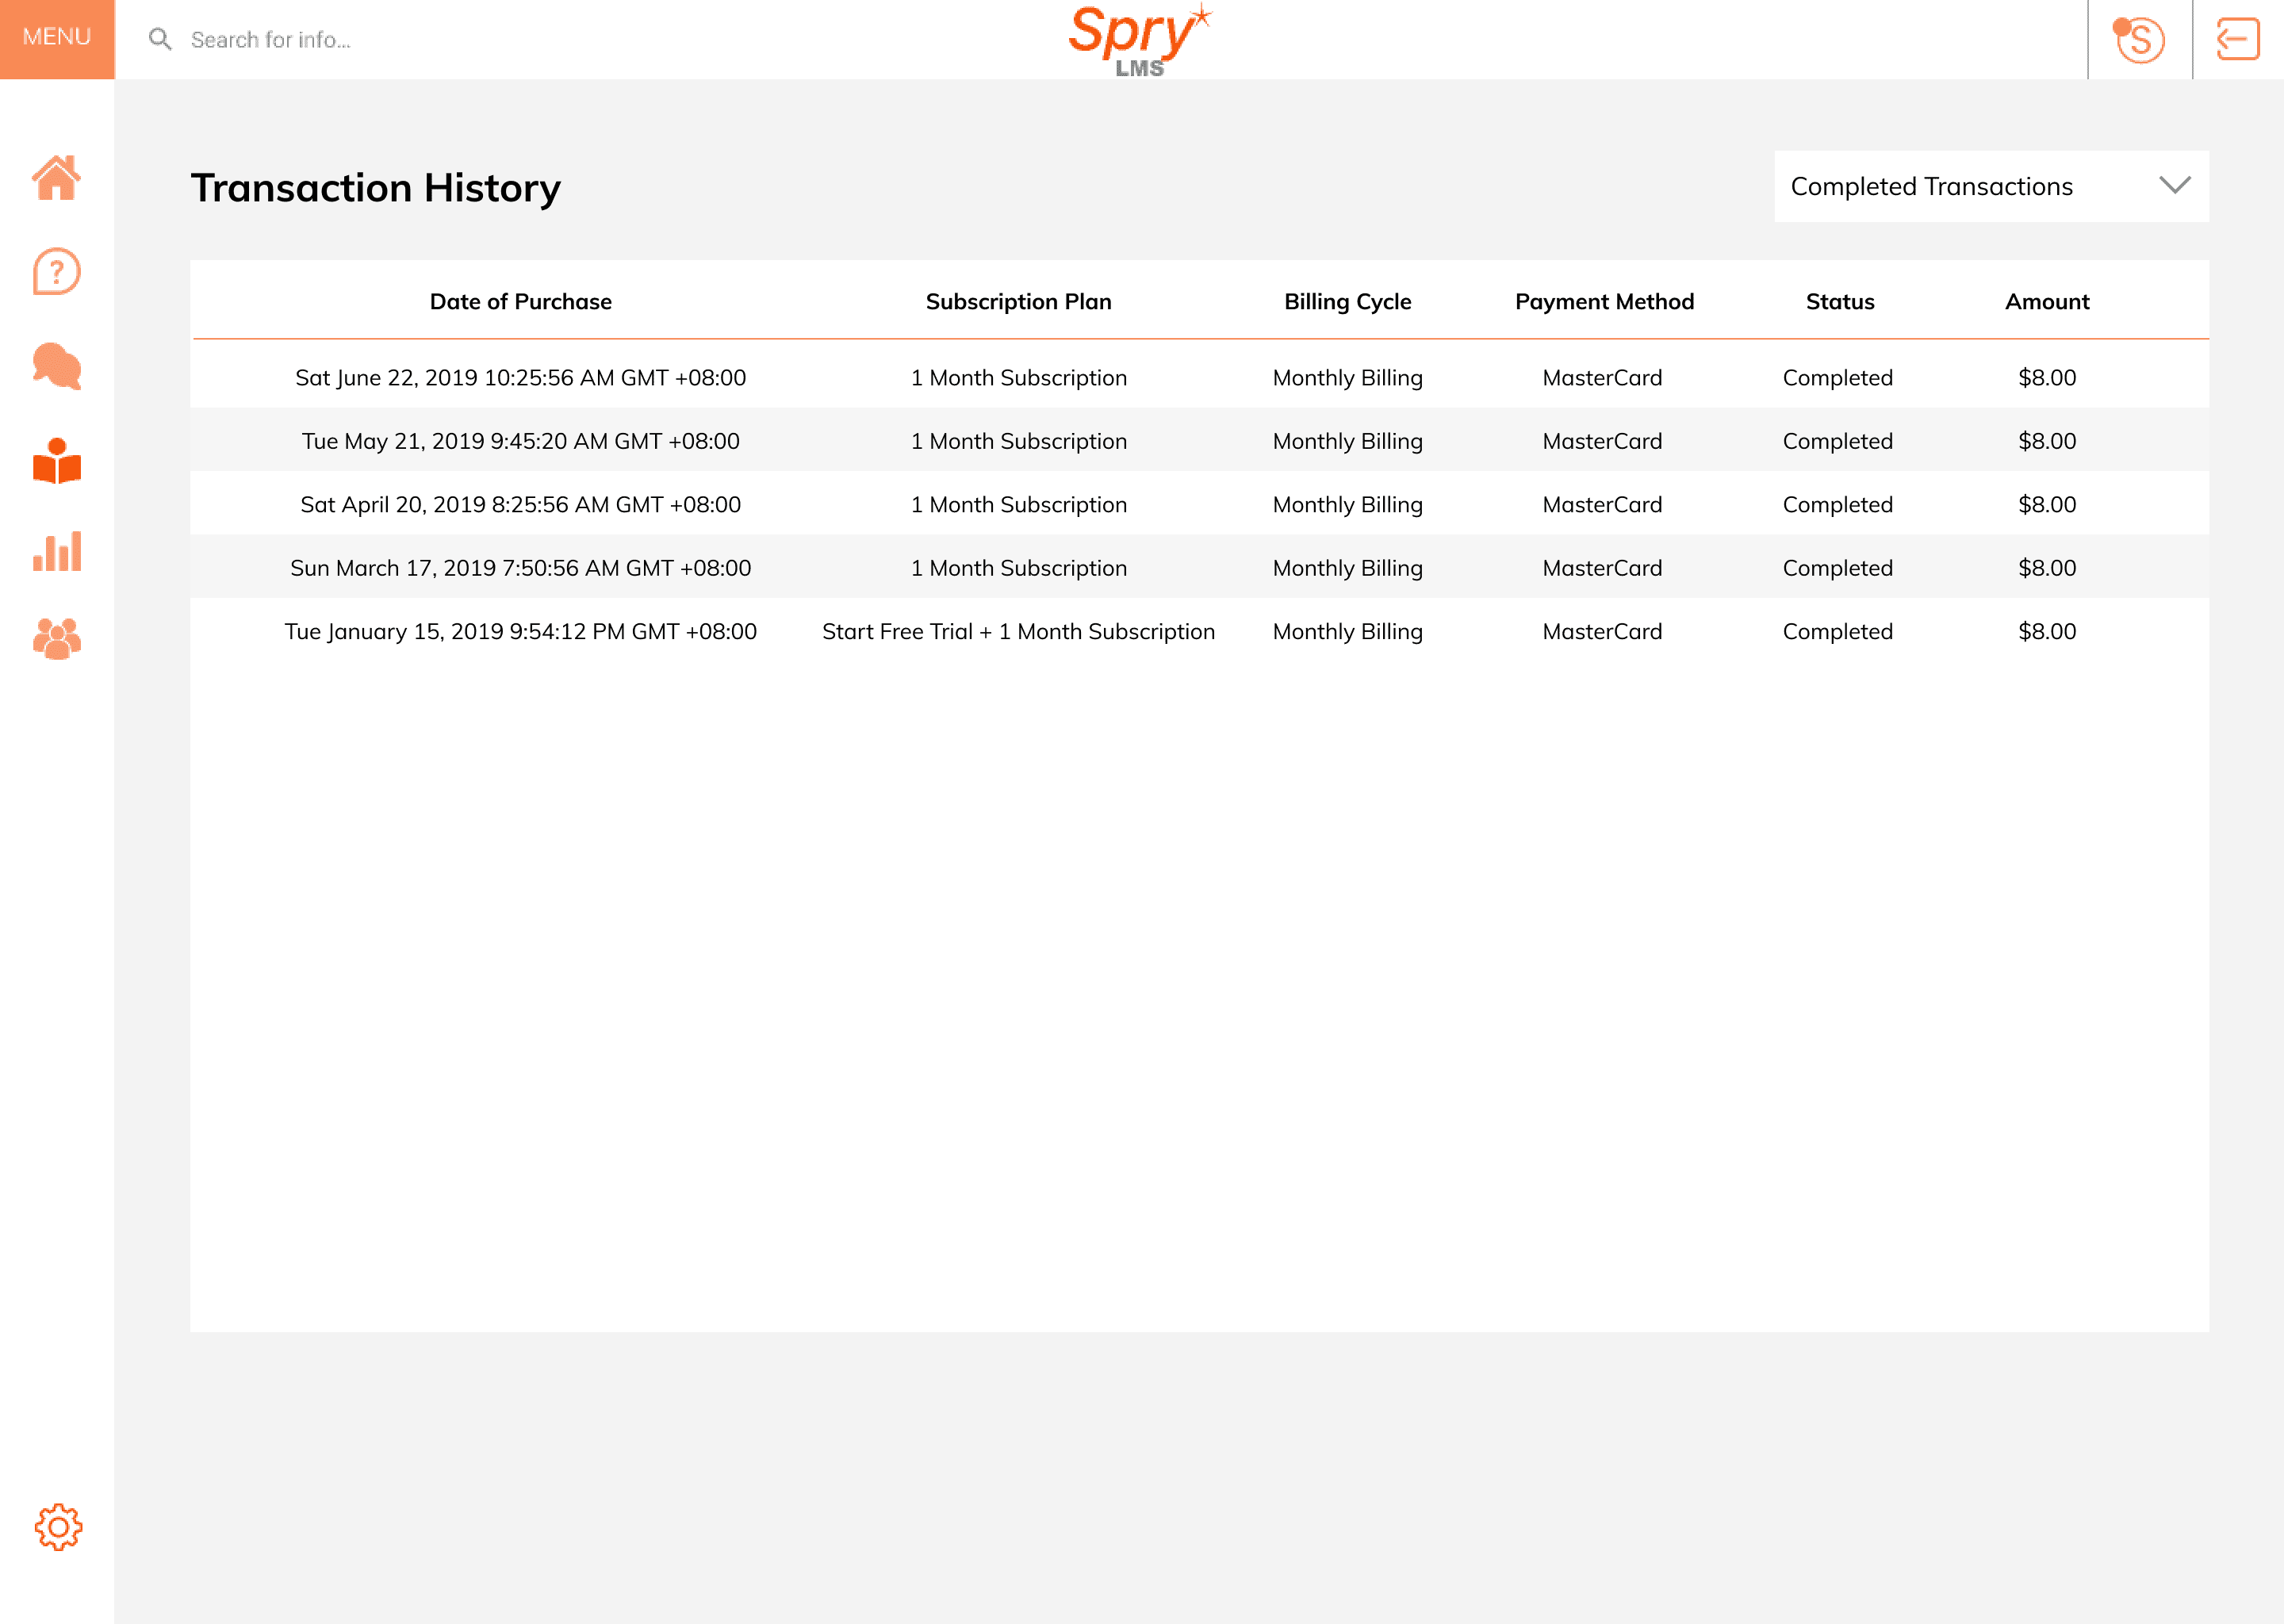 MENU
Search for info...
Spry*
LMS
S
Transaction History
Completed Transactions
Date of Purchase Subscription Plan Billing Cycle Payment Method Status Amount
Sat June 22, 2019 10:25:56 AM GMT +08:00 1 Month Subscription Monthly Billing MasterCard Completed $8.00
Tue May 21, 2019 9:45:20 AM GMT +08:00 1 Month Subscription Monthly Billing MasterCard Completed $8.00
Sat April 20, 2019 8:25:56 AM GMT +08:00 1 Month Subscription Monthly Billing MasterCard Completed $8.00
Sun March 17, 2019 7:50:56 AM GMT +08:00 1 Month Subscription Monthly Billing MasterCard Completed $8.00
Tue January 15, 2019 9:54:12 PM GMT +08:00 Start Free Trial + 1 Month Subscription Monthly Billing MasterCard Completed $8.00